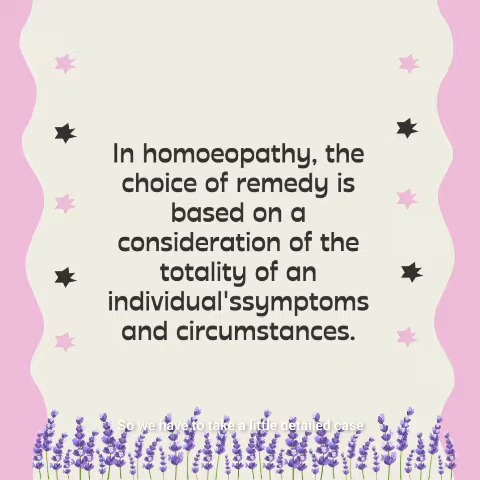 In homoeopathy, the
choice of remedy is
based on a
consideration of the
totality of an
individual'ssymptoms
and circumstances.
So we have to take a little detailed case